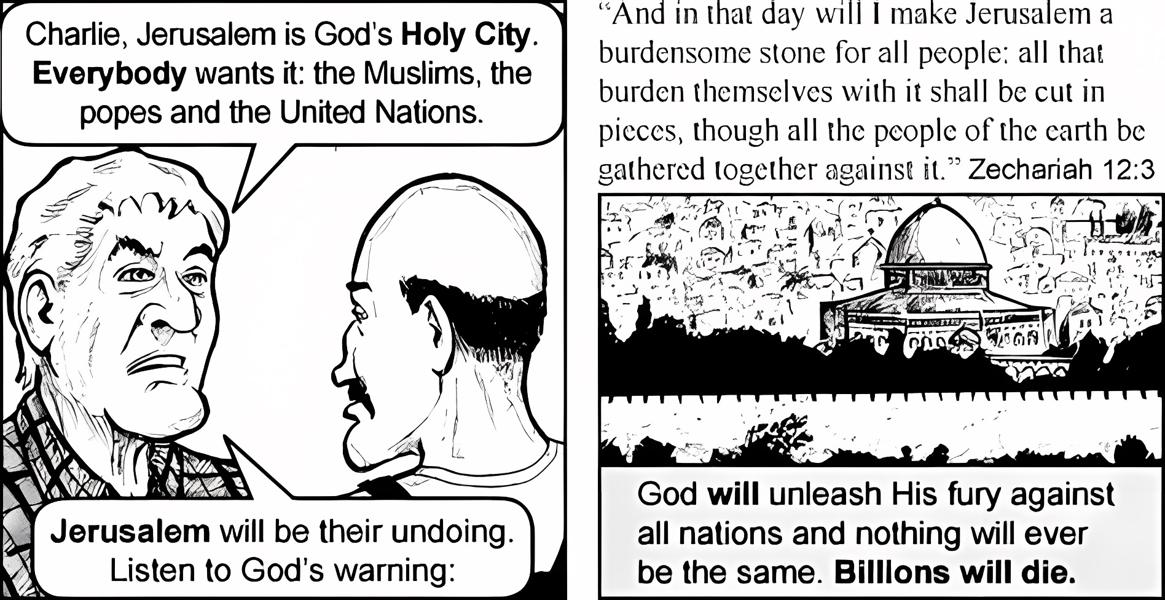 Charlie, Jerusalem is God's Holy City.
Everybody wants it: the Muslims, the
popes and the United Nations.
Jerusalem will be their undoing.
Listen to God's warning:
“And in that day will I make Jerusalem a
burdensome stone for all people: all that
burden themselves with it shall be cut in
pieces, though all the people of the earth be
gathered together against it.” Zechariah 12:3
God will unleash His fury against
all nations and nothing will ever
be the same. Billions will die.